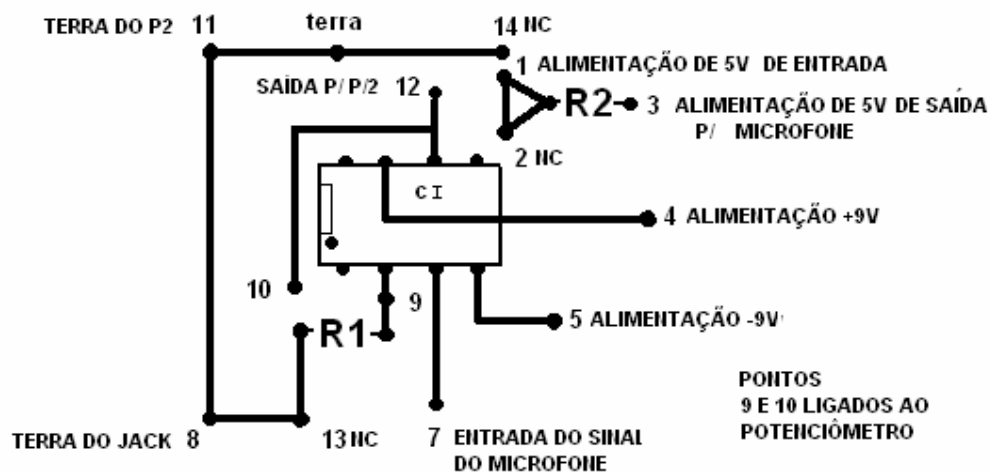 TERRA DO P2 11 terra 14 NC
1 ALIMENTAÇÃO DE 5V DE ENTRADA
SAÍDA P/ P/2 12
R2 3 ALIMENTAÇÃO DE 5V DE SAÍDA
P/ MICROFONE
2 NC
CI
4 ALIMENTAÇÃO +9V
10
9
5 ALIMENTAÇÃO -9V
R1
PONTOS
9 E 10 LIGADOS AO
POTENCIÔMETRO
TERRA DO JACK 8
13 NC
7 ENTRADA DO SINAL
DO MICROFONE